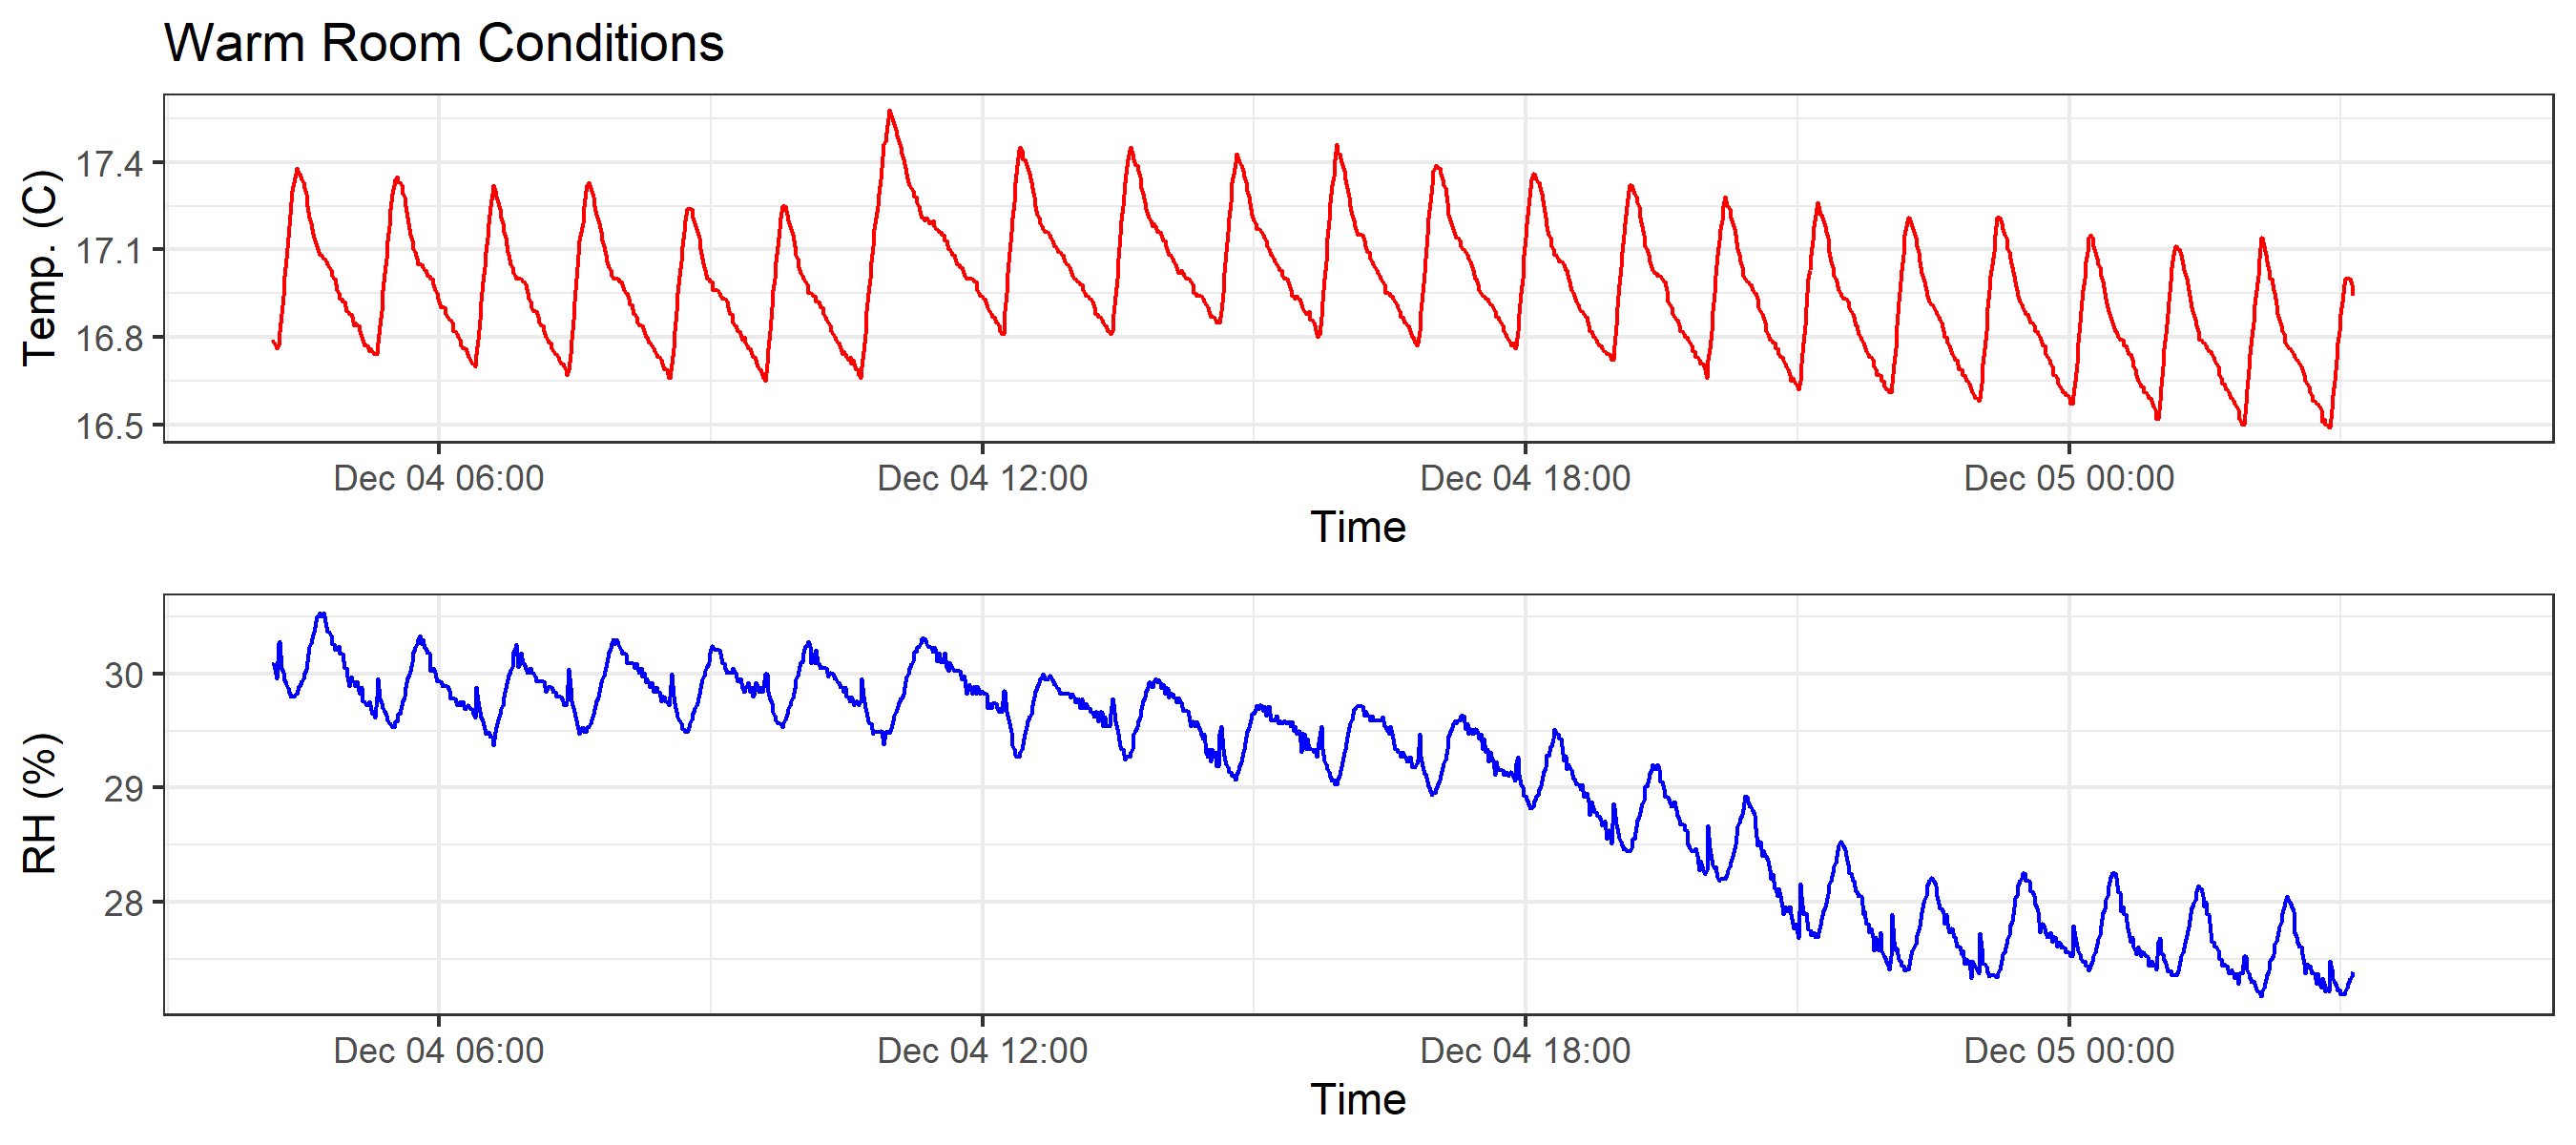 Warm Room Conditions
Temp. (C)
17.4
17.1
16.8
16.5
Dec 04 06:00 Dec 04 12:00 Dec 04 18:00 Dec 05 00:00
Time
RH (%)
30
29
28
Dec 04 06:00 Dec 04 12:00 Dec 04 18:00 Dec 05 00:00
Time